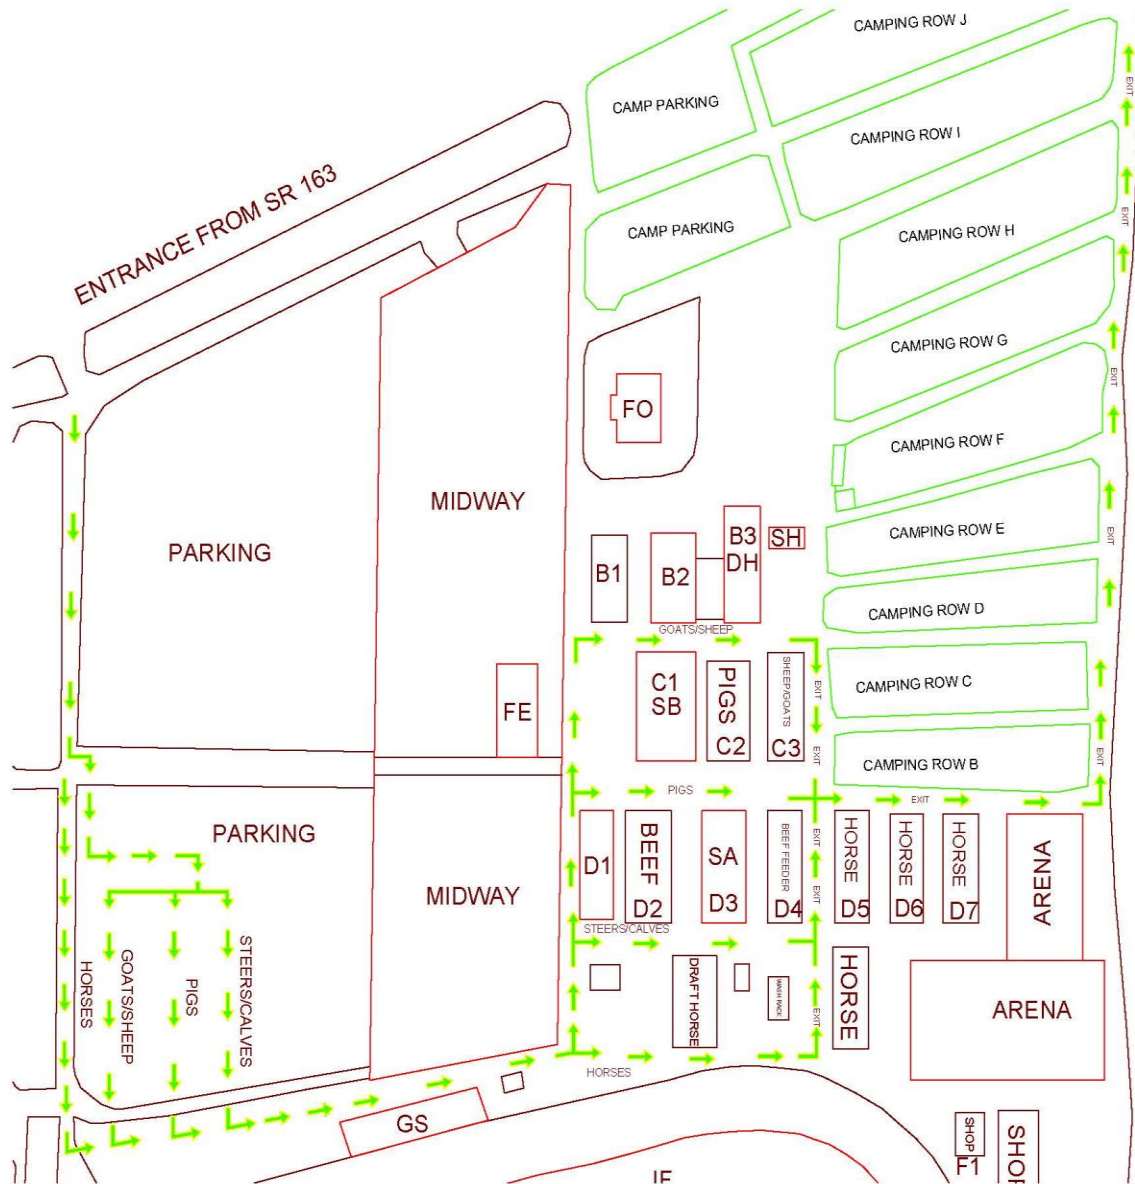 CAMPING ROW J
CAMP PARKING
EXIT
CAMPING ROW I
ENTRANCE FROM SR 163
EXIT
CAMP PARKING
CAMPING ROW H
CAMPING ROW G
EXIT
FO
CAMPING ROW F
MIDWAY
PARKING
B3
DH
SH
CAMPING ROW E
EXIT
B1
B2
CAMPING ROW D
GOATS/SHEEP
C1
SB
PIGS
C2
SHEEP/GOATS
C3
EXIT
CAMPING ROW C
FE
EXIT
CAMPING ROW B
EXIT
PIGS
EXIT
PARKING
D1
BEEF
D2
SA
D3
BEEF FEEDER
D4
EXIT
EXIT
HORSE
D5
HORSE
D6
HORSE
D7
ARENA
MIDWAY
STEERS/CALVES
HORSES
GOATS/SHEEP
PIGS
STEERS/CALVES
DRAFT HORSE
WASH RACK
EXIT
HORSE
ARENA
HORSES
GS
SHOP
F1
SHOP
IF